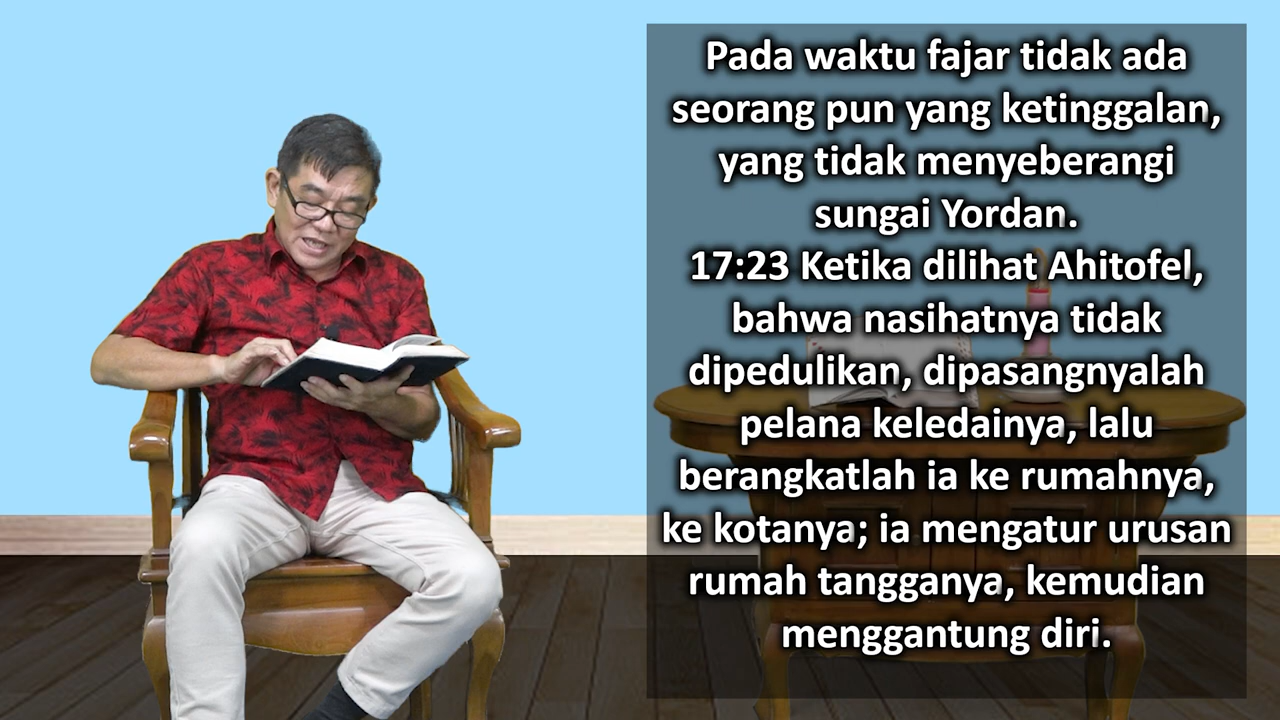 Pada waktu fajar tidak ada
seorang pun yang ketinggalan,
yang tidak menyeberangi
sungai Yordan.
17:23 Ketika dilihat Ahitofel,
bahwa nasihatnya tidak
dipedulikan, dipasangnyalah
pelana keledainya, lalu
berangkatlah ia ke rumahnya,
ke kotanya; ia mengatur urusan
rumah tangganya, kemudian
menggantung diri.